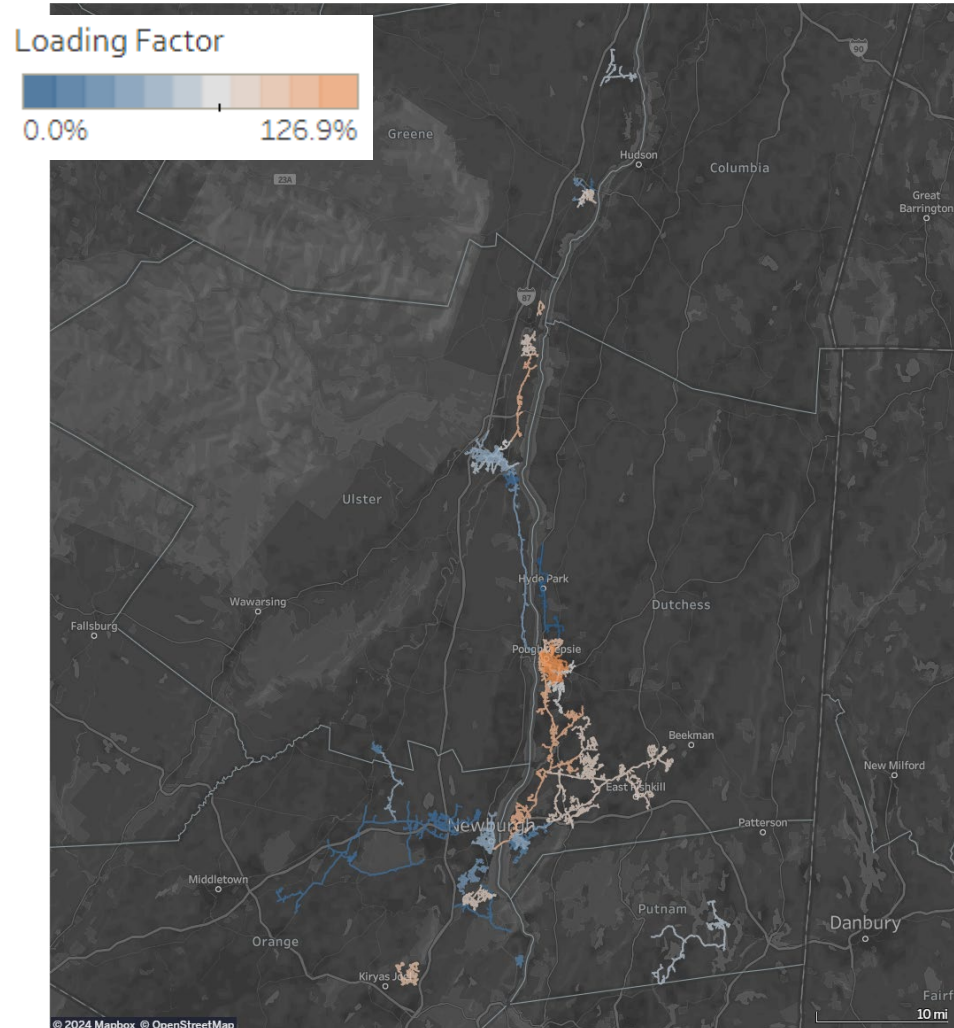 Loading Factor
0.0%
126.9%
90
Greene
Hudson
Columbia
23A
Great
Barrington
87
Ulster
Hyde Park
Wawarsing
Dutchess
Fallsburg
Poughkeepsie
Beekman
New Milford
East Fishkill
Newburgh
Patterson
Middletown
Putnam
Danbury
Orange
Kiryas Joel
Fairf
10 mi
© 2024 Mapbox © OpenStreetMap